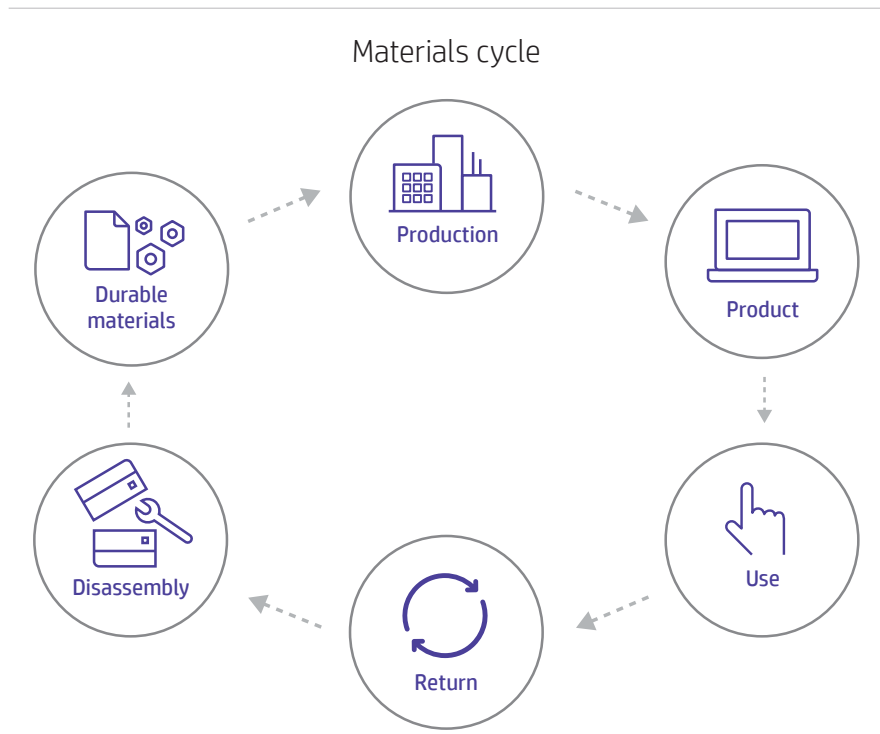 Materials cycle
Production
Product
Use
Return
Disassembly
Durable
materials